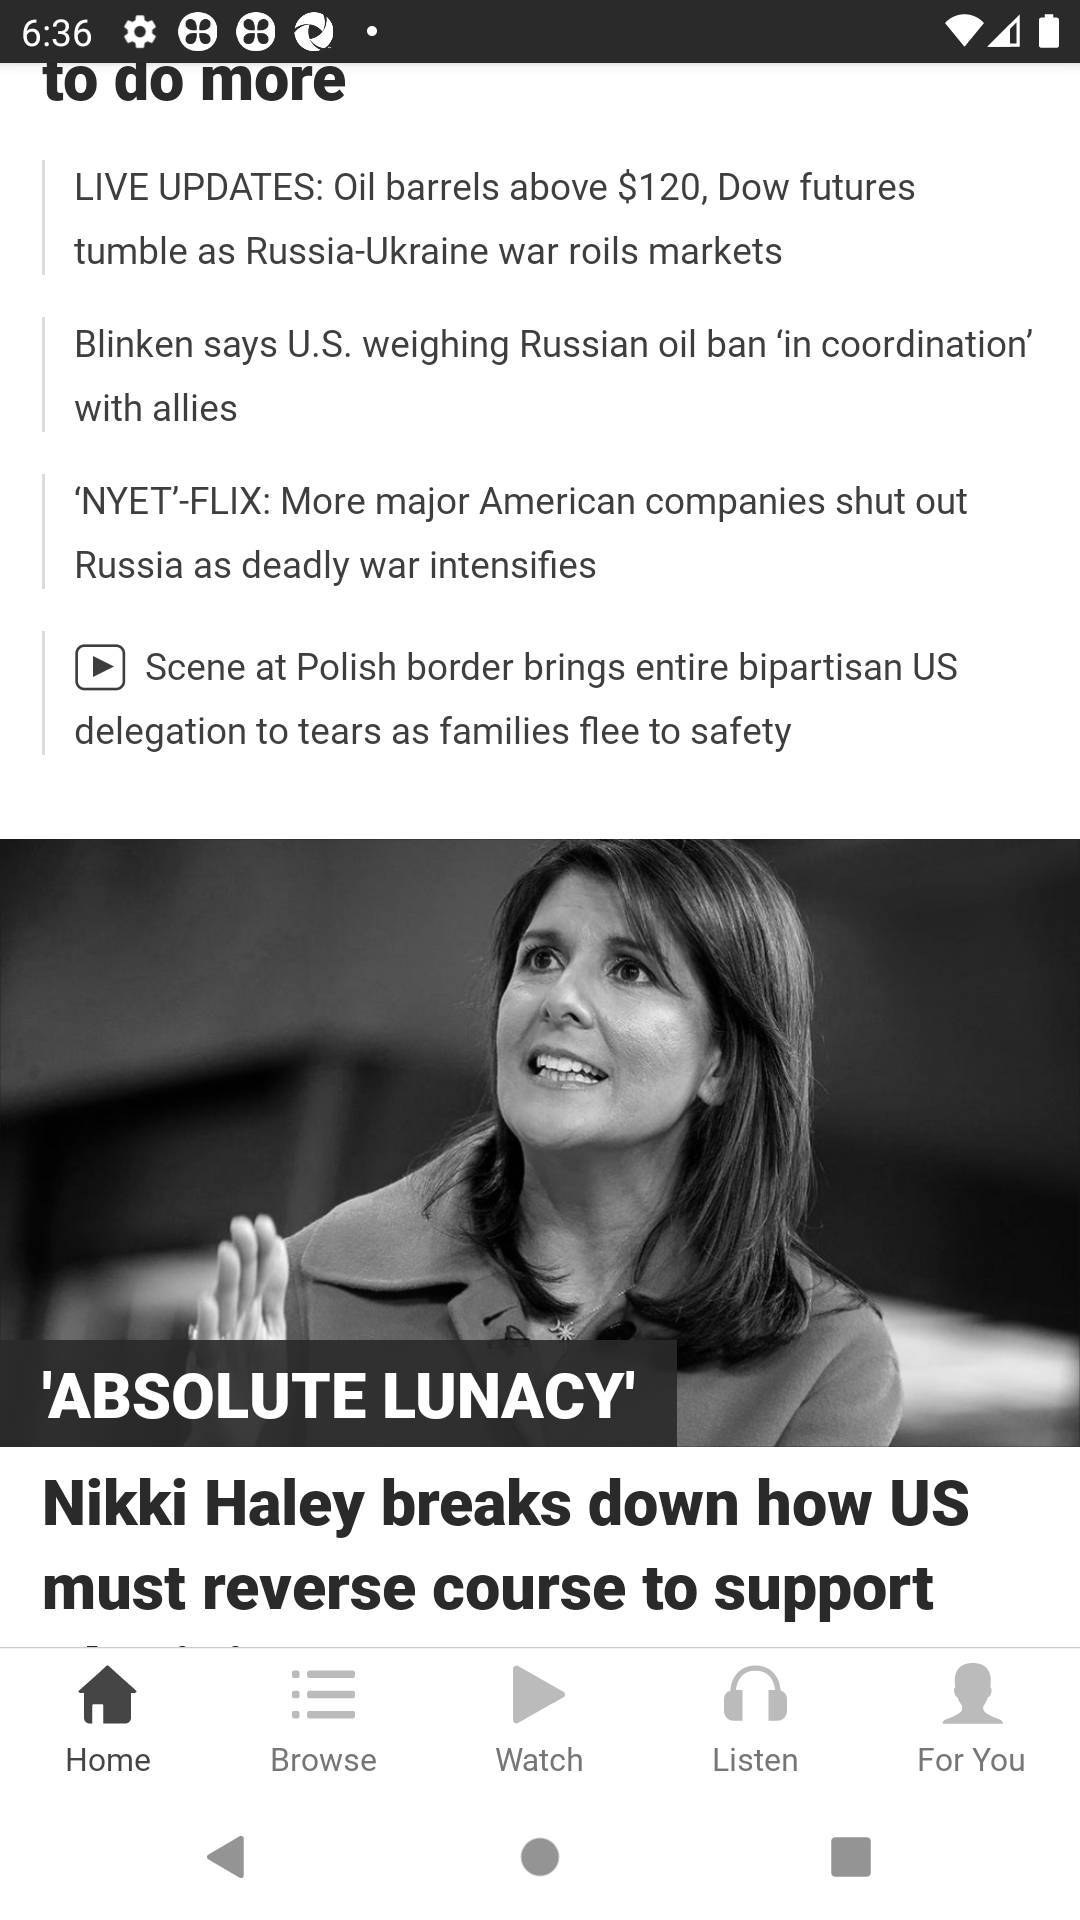 6:36
to do more
LIVE UPDATES: Oil barrels above $120, Dow futures
tumble as Russia-Ukraine war roils markets
Blinken says U.S. weighing Russian oil ban ‘in coordination’
with allies
‘NYET’-FLIX: More major American companies shut out
Russia as deadly war intensifies
Scene at Polish border brings entire bipartisan US
delegation to tears as families flee to safety
'ABSOLUTE LUNACY'
Nikki Haley breaks down how US
must reverse course to support
Home
Browse
Watch
Listen
For You